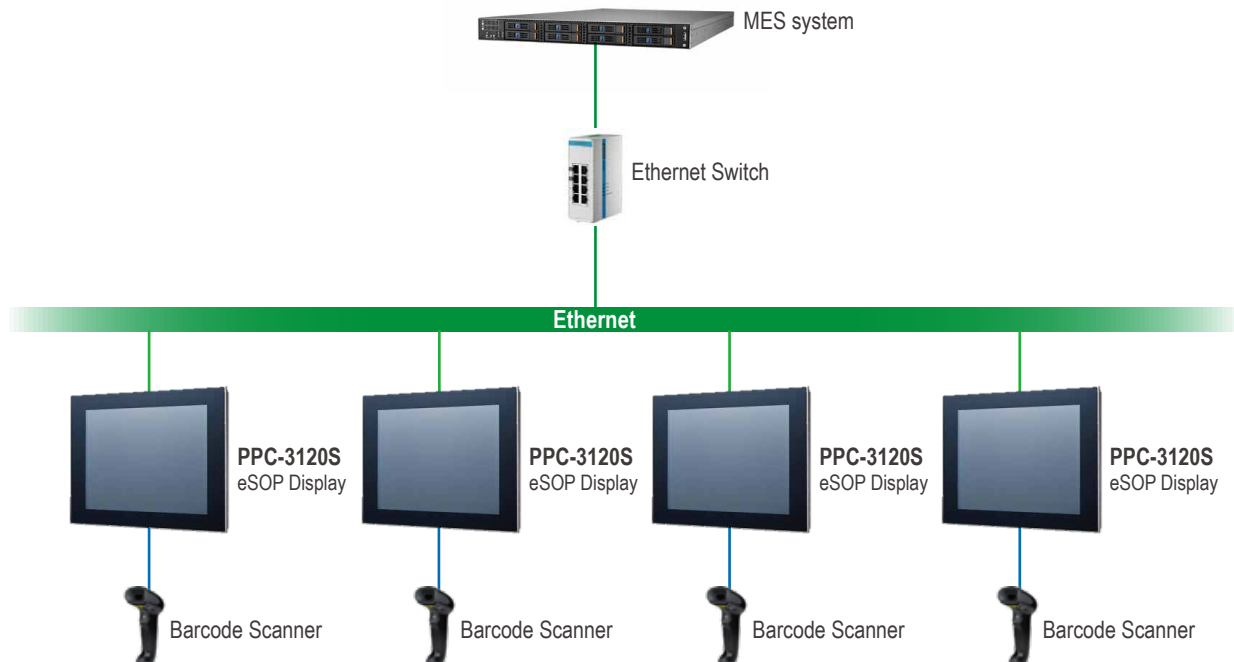 MES system
Ethernet Switch
Ethernet
PPC-3120S
eSOP Display
PPC-3120S
eSOP Display
PPC-3120S
eSOP Display
PPC-3120S
eSOP Display
Barcode Scanner
Barcode Scanner
Barcode Scanner
Barcode Scanner